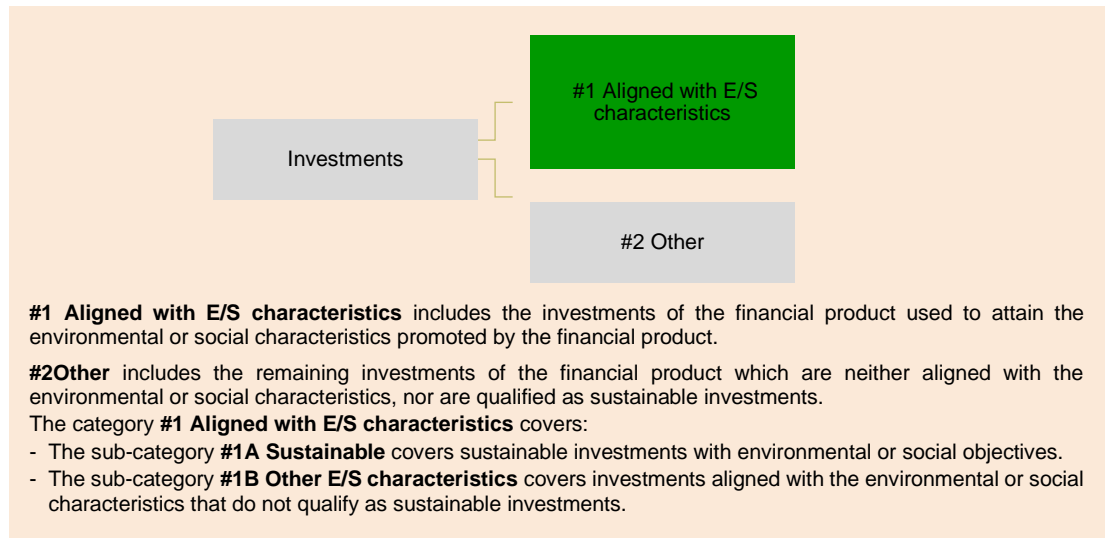 #1 Aligned with E/S
characteristics
Investments
#2 Other
#1 Aligned with E/S characteristics includes the investments of the financial product used to attain the
environmental or social characteristics promoted by the financial product.
#2Other includes the remaining investments of the financial product which are neither aligned with the
environmental or social characteristics, nor are qualified as sustainable investments.
The category #1 Aligned with E/S characteristics covers:
- The sub-category #1A Sustainable covers sustainable investments with environmental or social objectives.
- The sub-category #1B Other E/S characteristics covers investments aligned with the environmental or social
characteristics that do not qualify as sustainable investments.